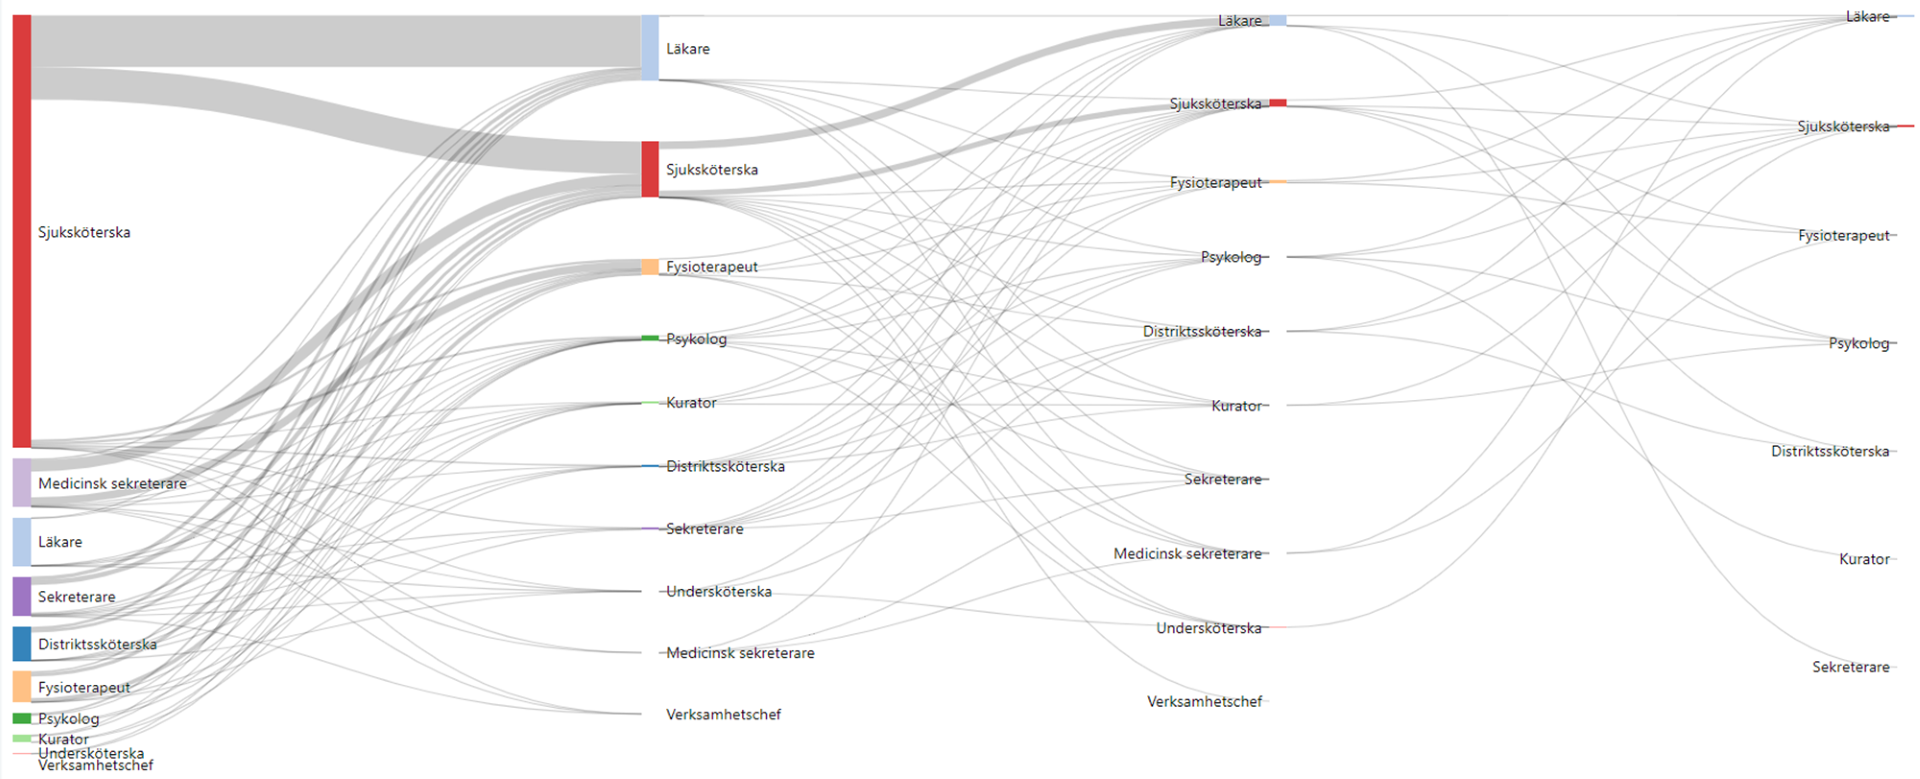 Sjuksköterska
Medicinsk sekreterare
Läkare
Sekreterare
Distriktssköterska
Fysioterapeut
Psykolog
Kurator
Undersköterska
Verksamhetschef
Läkare
Sjuksköterska
Fysioterapeut
Psykolog
Kurator
Distriktssköterska
Sekreterare
Undersköterska
Medicinsk sekreterare
Verksamhetschef
Läkare
Sjuksköterska
Fysioterapeut
Psykolog
Distriktssköterska
Kurator
Sekreterare
Medicinsk sekreterare
Undersköterska
Verksamhetschef
Läkare
Sjuksköterska
Fysioterapeut
Psykolog
Distriktssköterska
Kurator
Sekreterare